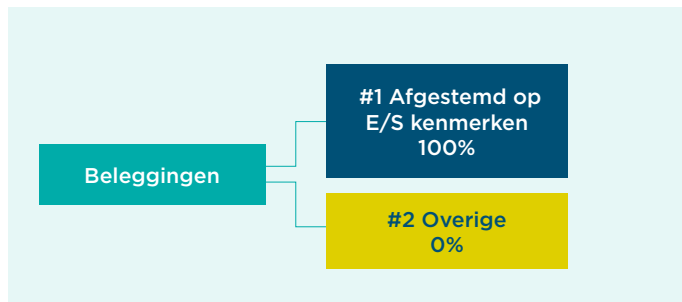 Beleggingen
#1 Afgestemd op
E/S kenmerken
100%
#2 Overige
0%